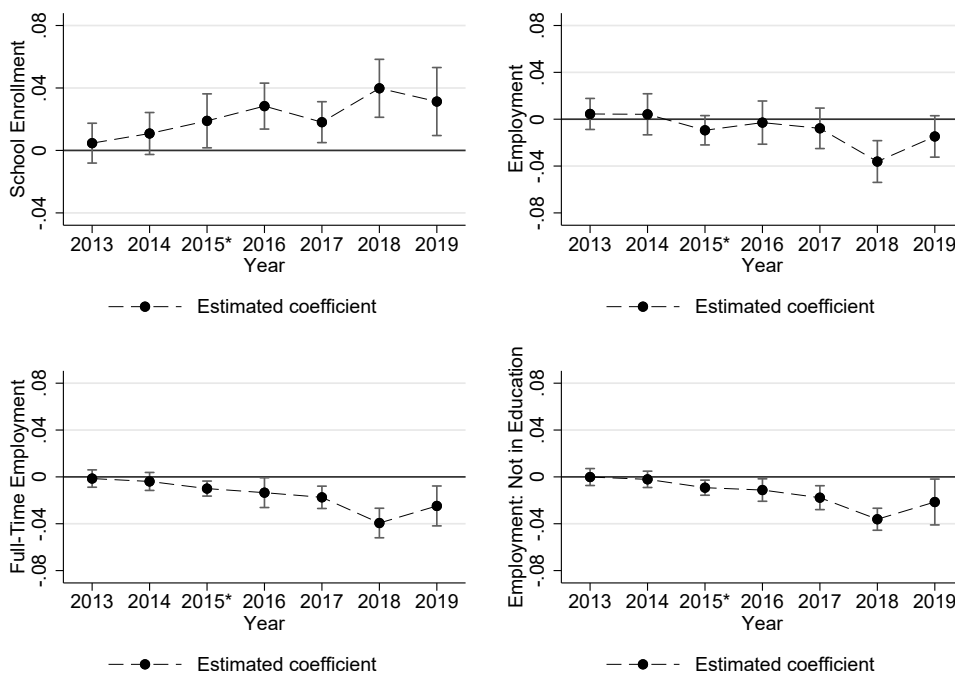 School Enrollment
.08
.04
0
-.04
2013 2014 2015* 2016 2017 2018 2019
Year
Estimated coefficient
Employment
.08
.04
0
-.04
-.08
2013 2014 2015* 2016 2017 2018 2019
Year
Estimated coefficient
Full-Time Employment
.08
.04
0
-.04
-.08
2013 2014 2015* 2016 2017 2018 2019
Year
Estimated coefficient
Employment: Not in Education
.08
.04
0
-.04
-.08
2013 2014 2015* 2016 2017 2018 2019
Year
Estimated coefficient